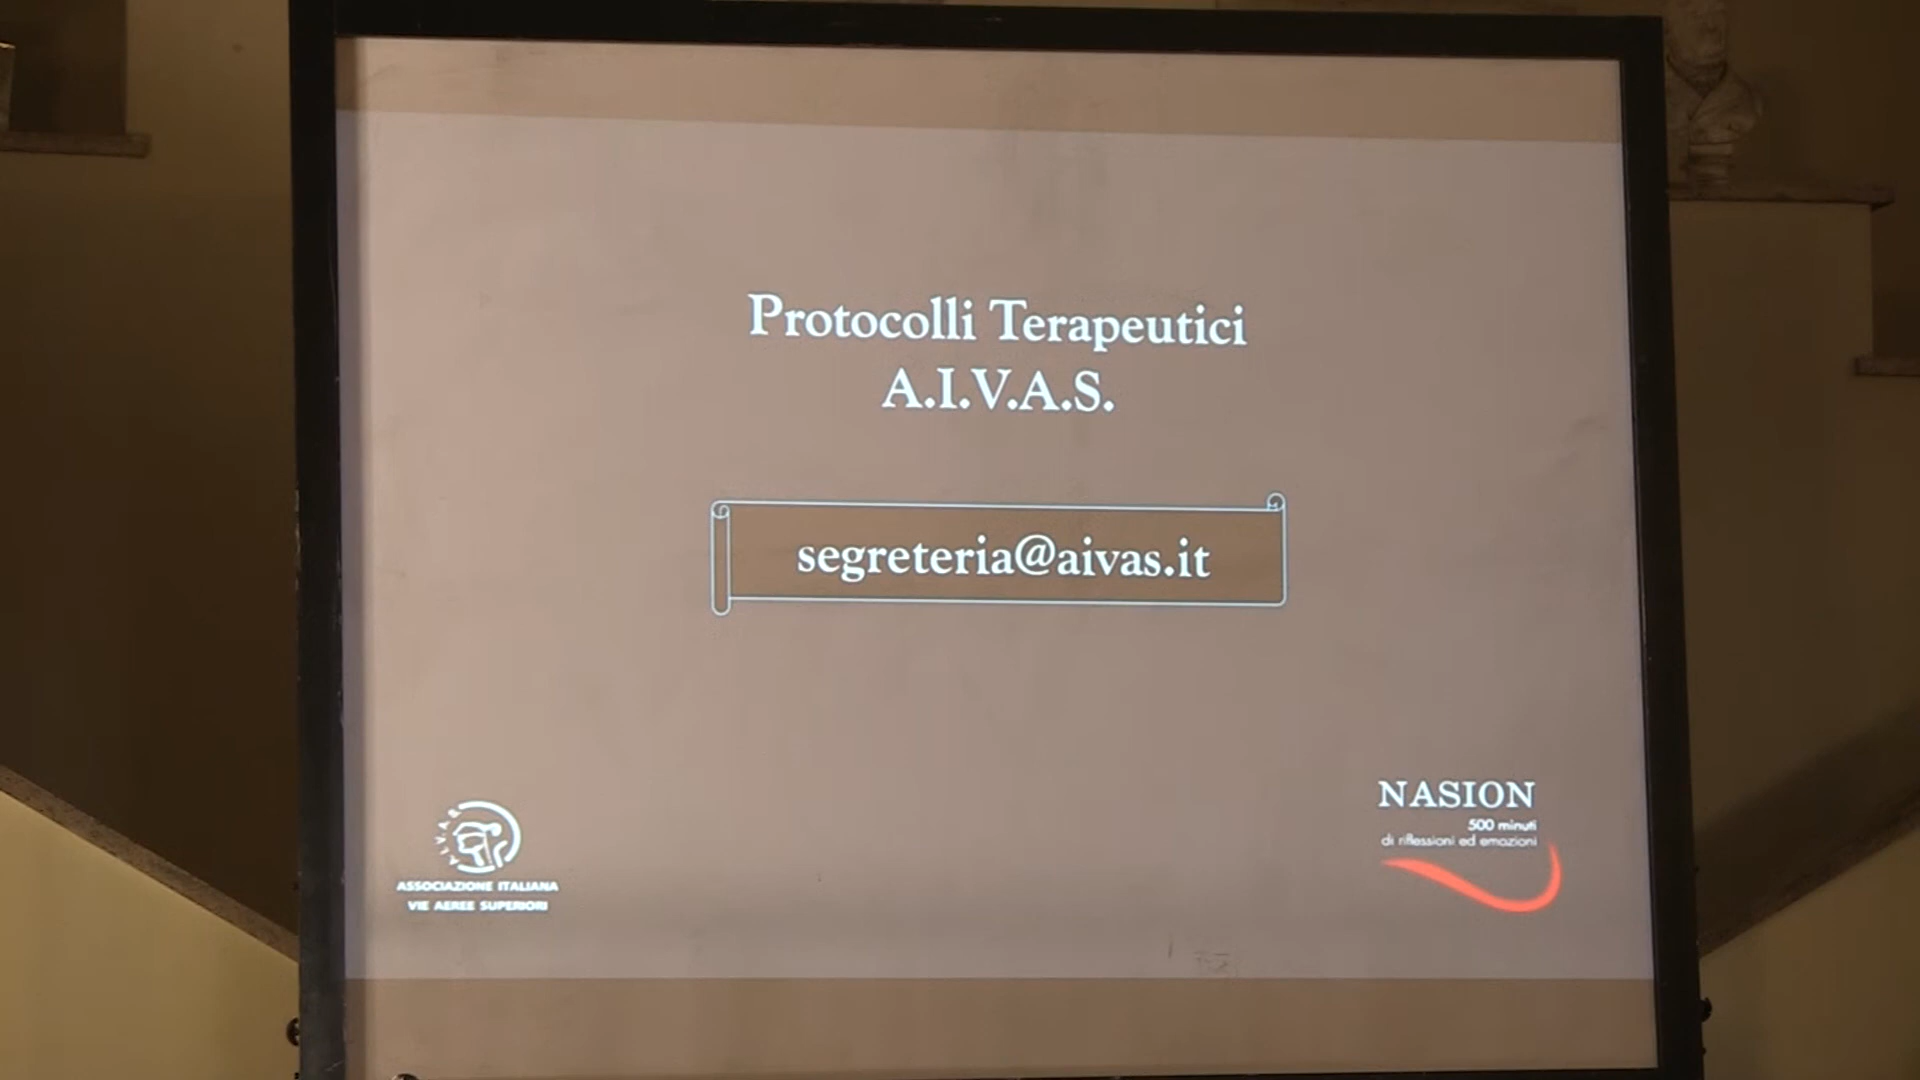 Protocolli Terapeutici
A.I.V.A.S.
segreteria@aivas.it
A.I.V.A.S.
ASSOCIAZIONE ITALIANA
VIE AEREE SUPERIORI
NASION
500 minuti
di riflessioni ed emozioni